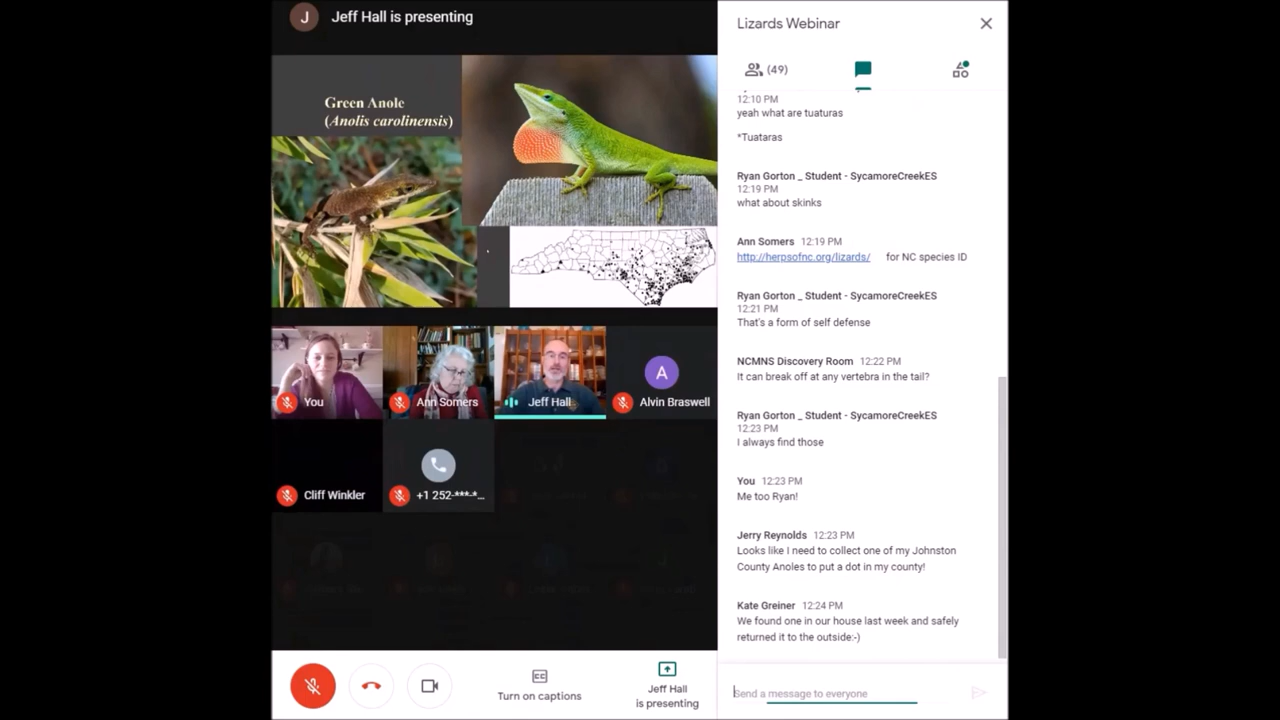 J
Jeff Hall is presenting
Green Anole
(Anolis carolinensis)
You
Ann Somers
Jeff Hall
A
Alvin Braswell
Cliff Winkler
+1 252-***-*...
Turn on captions
Jeff Hall
is presenting
Lizards Webinar
(49)
12:10 PM
yeah what are tuaturas
*Tuataras
Ryan Gorton _ Student - SycamoreCreekES
12:19 PM
what about skinks
Ann Somers 12:19 PM
http://herpsofnc.org/lizards/ for NC species ID
Ryan Gorton _ Student - SycamoreCreekES
12:21 PM
That's a form of self defense
NCMNS Discovery Room 12:22 PM
It can break off at any vertebra in the tail?
Ryan Gorton _ Student - SycamoreCreekES
12:23 PM
I always find those
You 12:23 PM
Me too Ryan!
Jerry Reynolds 12:23 PM
Looks like I need to collect one of my Johnston
County Anoles to put a dot in my county!
Kate Greiner 12:24 PM
We found one in our house last week and safely
returned it to the outside:-)
Send a message to everyone